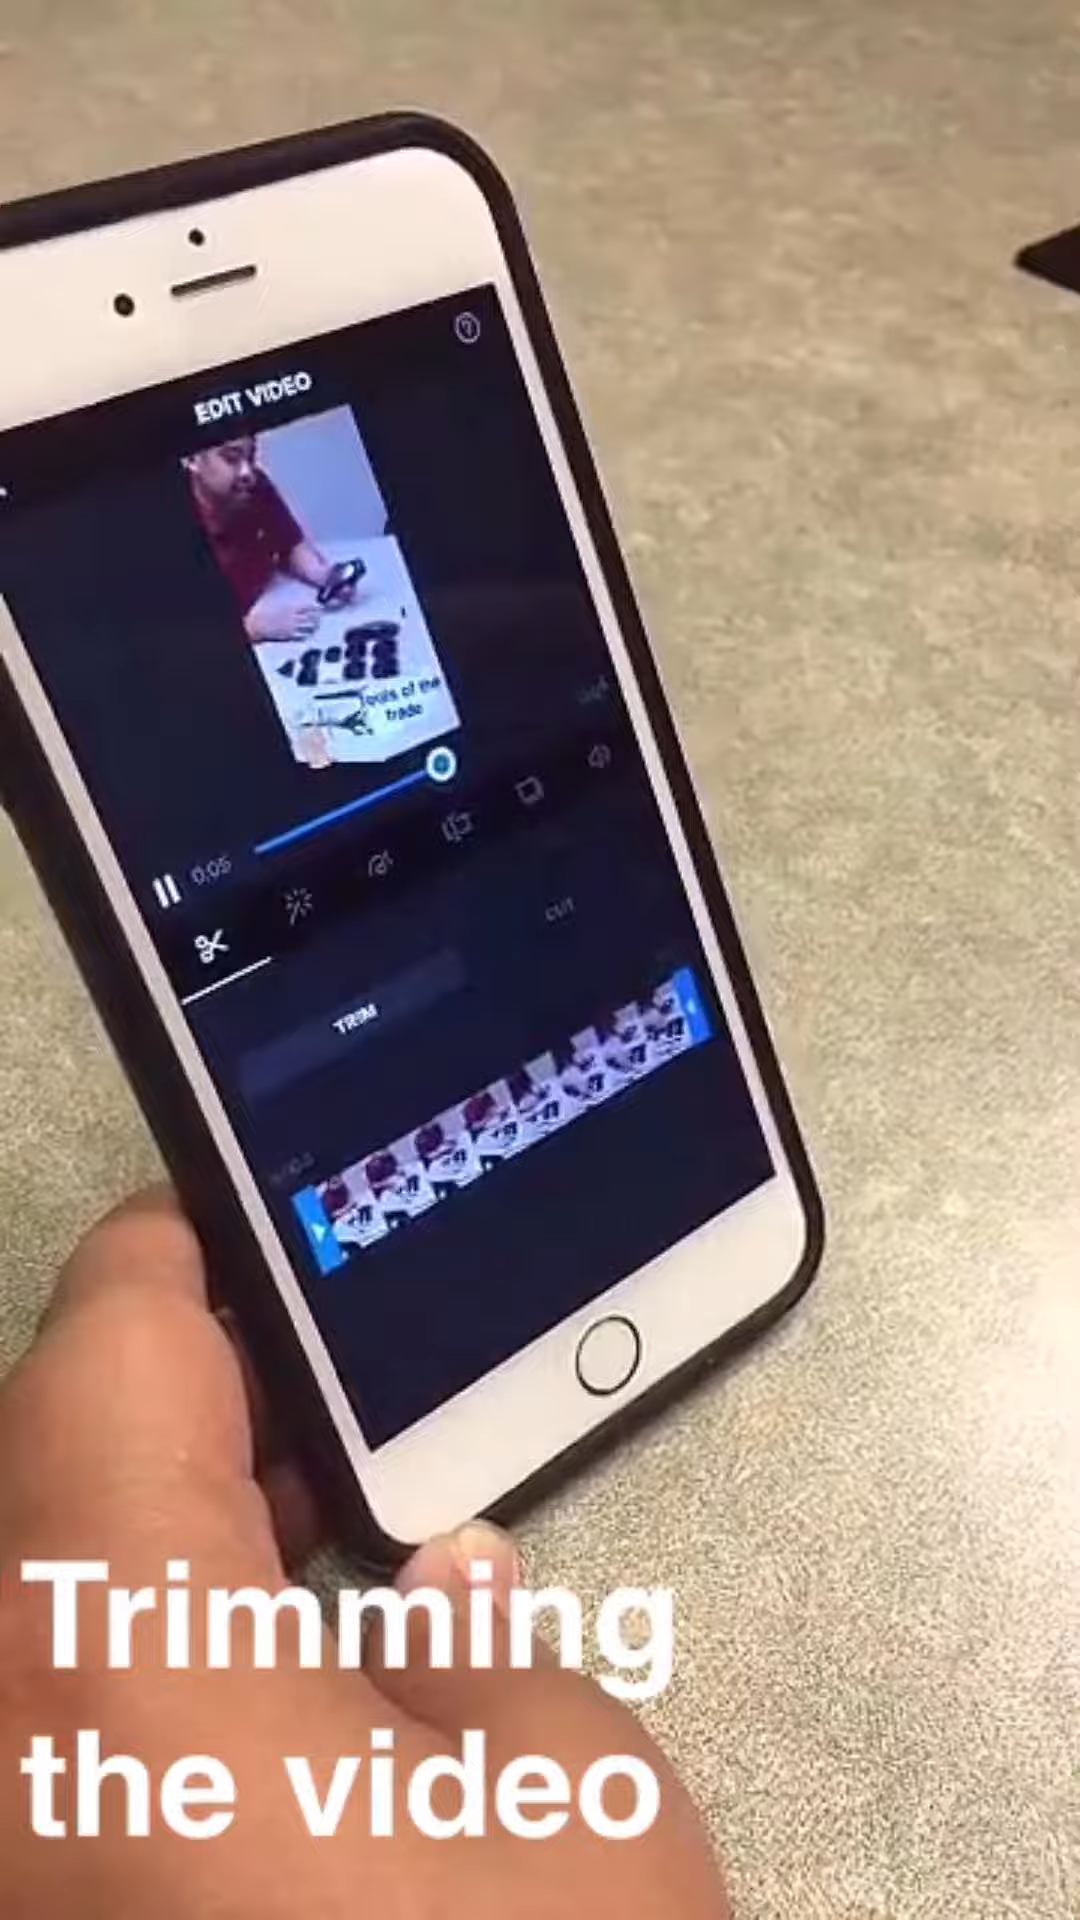 EDIT VIDEO
Tools of the
trade
0:05
CUT
TRIM
Trimming
the video